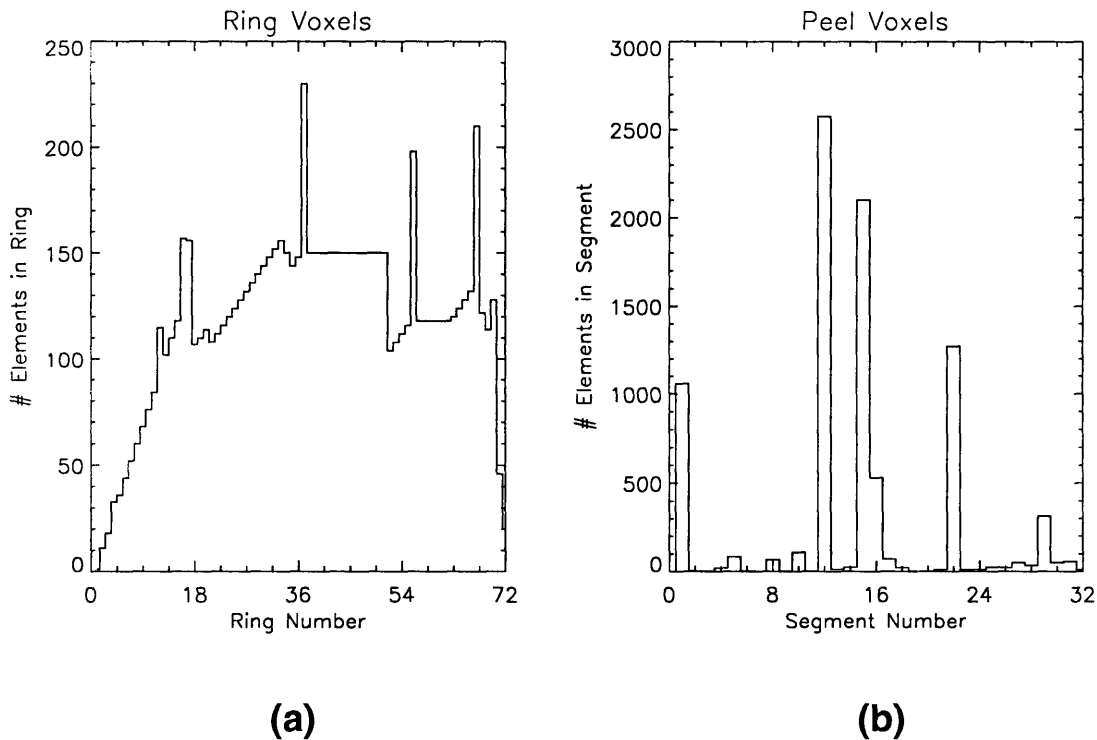 Ring Voxels
250
200
150
100
50
0
# Elements in Ring
0 18 36 54 72
Ring Number
(a)
Peel Voxels
3000
2500
2000
1500
1000
500
0
# Elements in Segment
0 8 16 24 32
Segment Number
(b)